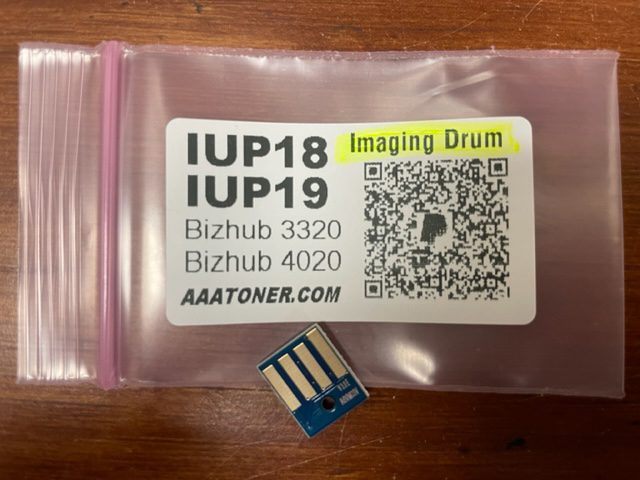 IUP18
Imaging Drum
IUP19
Bizhub 3320
Bizhub 4020
AAATONER.COM